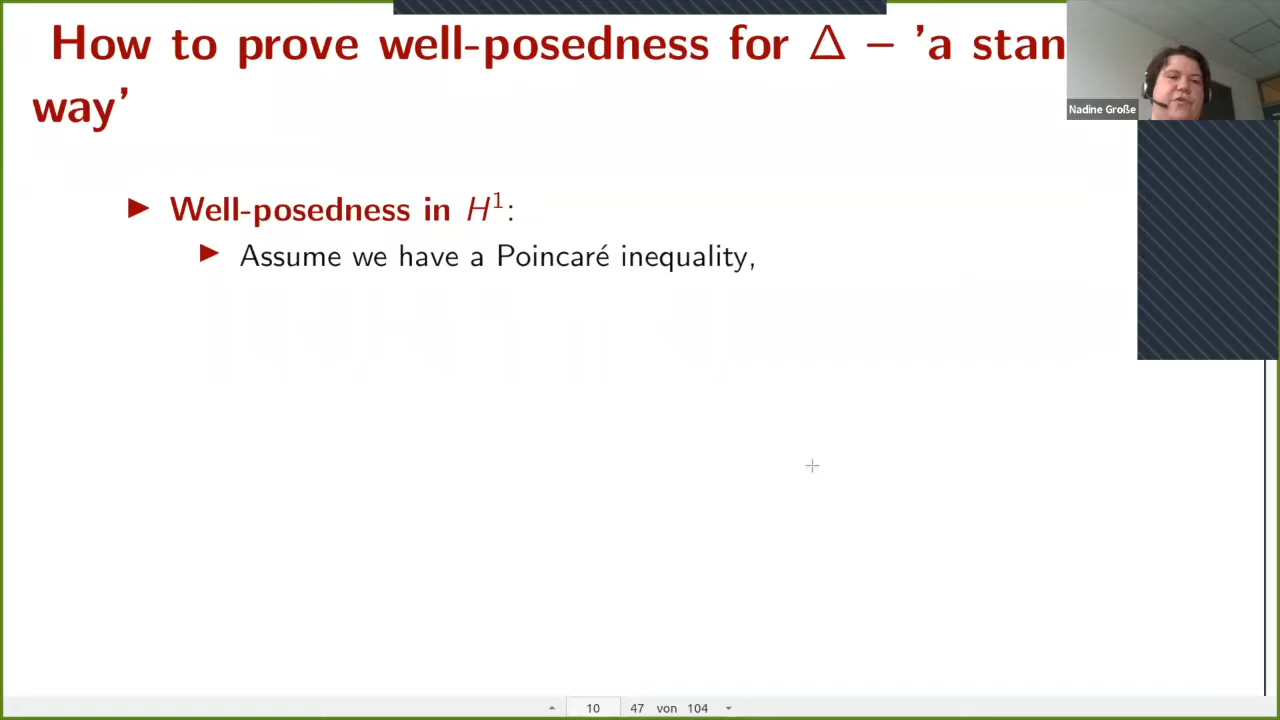 How to prove well-posedness for Δ – 'a stan
way'
Nadine Große
▶ Well-posedness in H¹:
▶ Assume we have a Poincaré inequality,
10 47 von 104